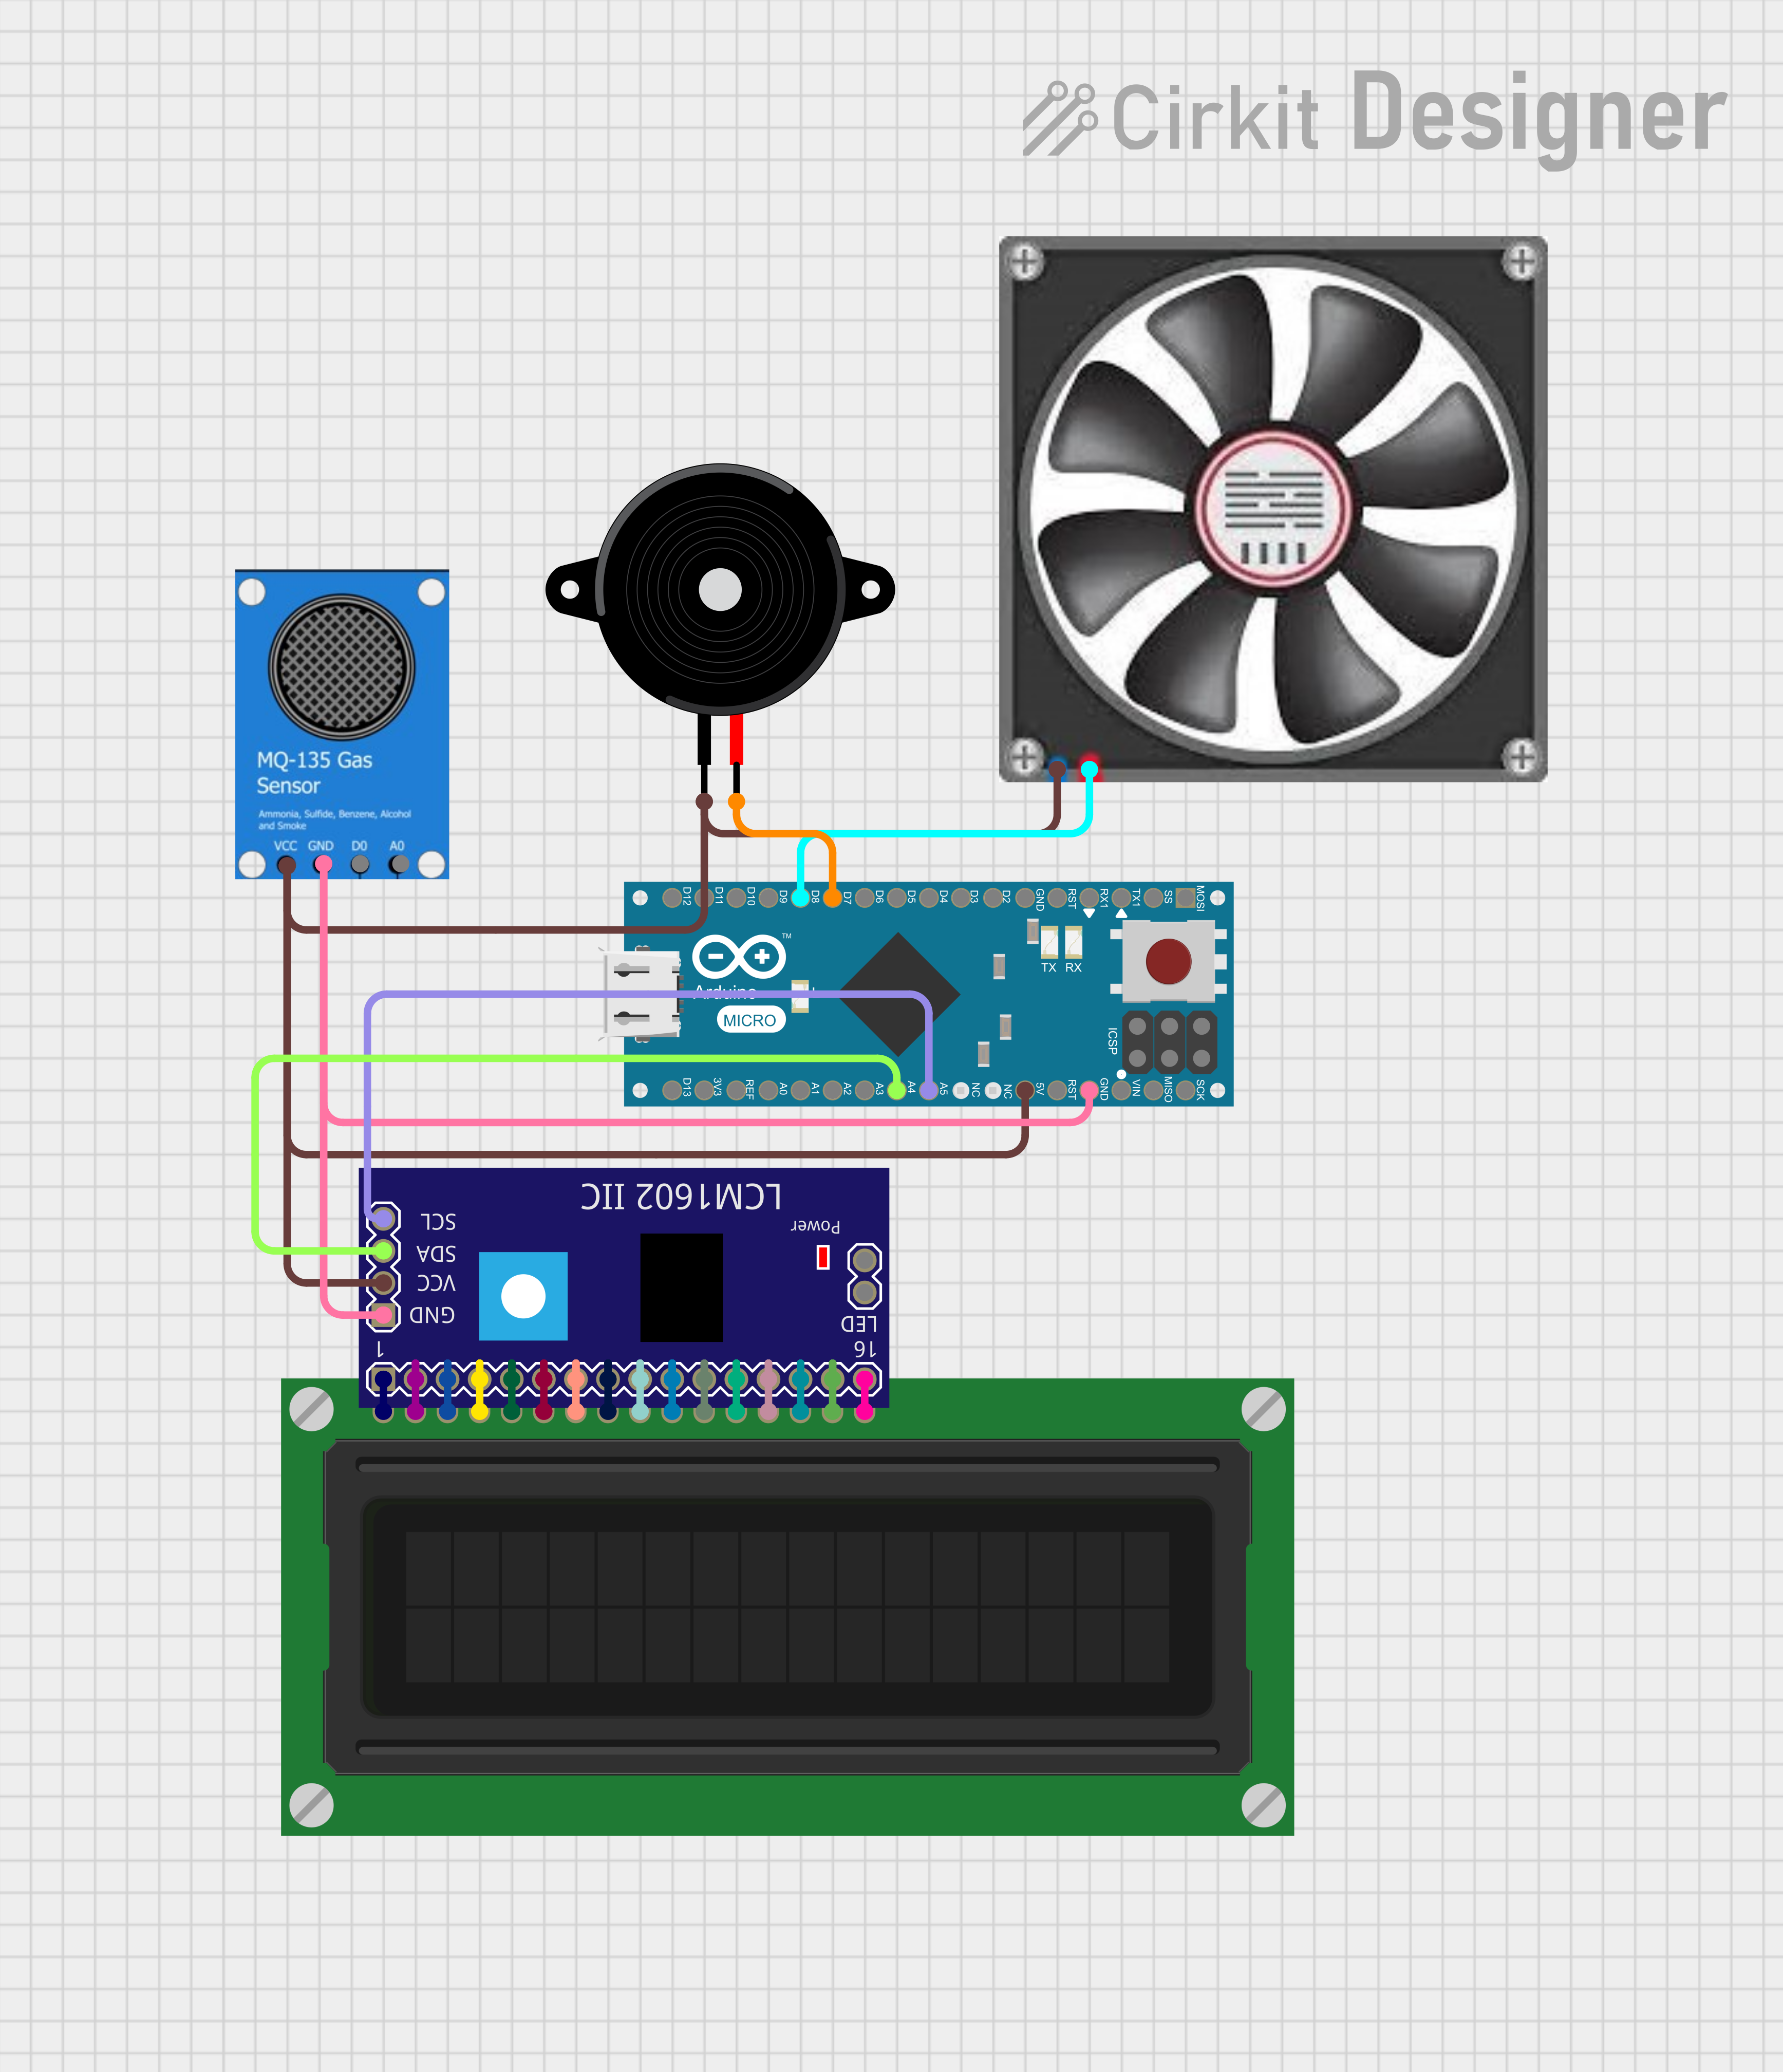 Cirkit Designer
MQ-135 Gas
Sensor
Ammonia, Sulfide, Benzene, Alcohol
and Smoke
VCC GND D0 A0
D12 D11 D10 D9 D8 D7 D6 D5 D4 D3 D2 GND RST RX1 TX1 SS MOSI
TM
TX RX
Arduino
MICRO
ICSP
D13 3V3 REF A0 A1 A2 A3 A4 A5 NC NC 5V RST GND VIN MISO SCK
LCM1602 IIC
SCL
Power
SDA
VCC
GND
LED
1
16